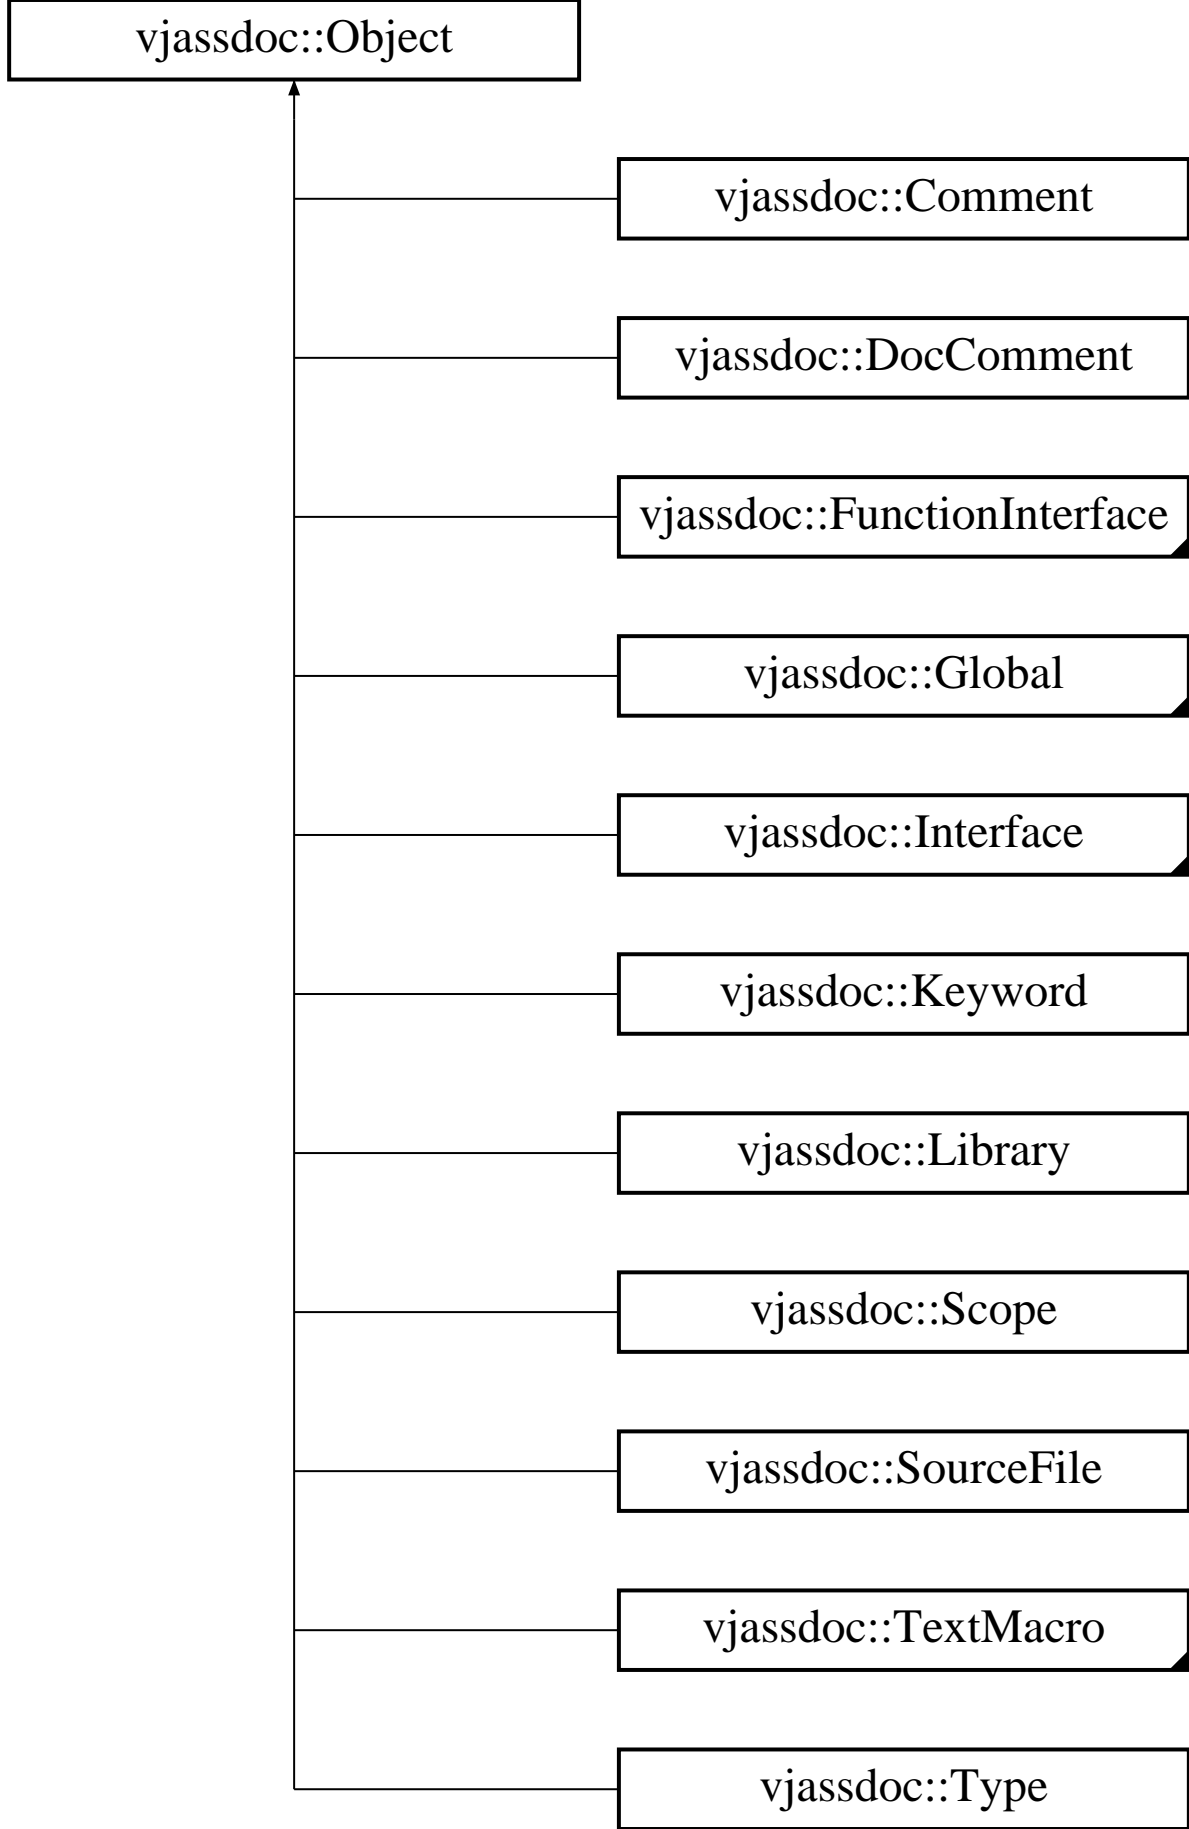 vjassdoc::Object
vjassdoc::Comment
vjassdoc::DocComment
vjassdoc::FunctionInterface
vjassdoc::Global
vjassdoc::Interface
vjassdoc::Keyword
vjassdoc::Library
vjassdoc::Scope
vjassdoc::SourceFile
vjassdoc::TextMacro
vjassdoc::Type